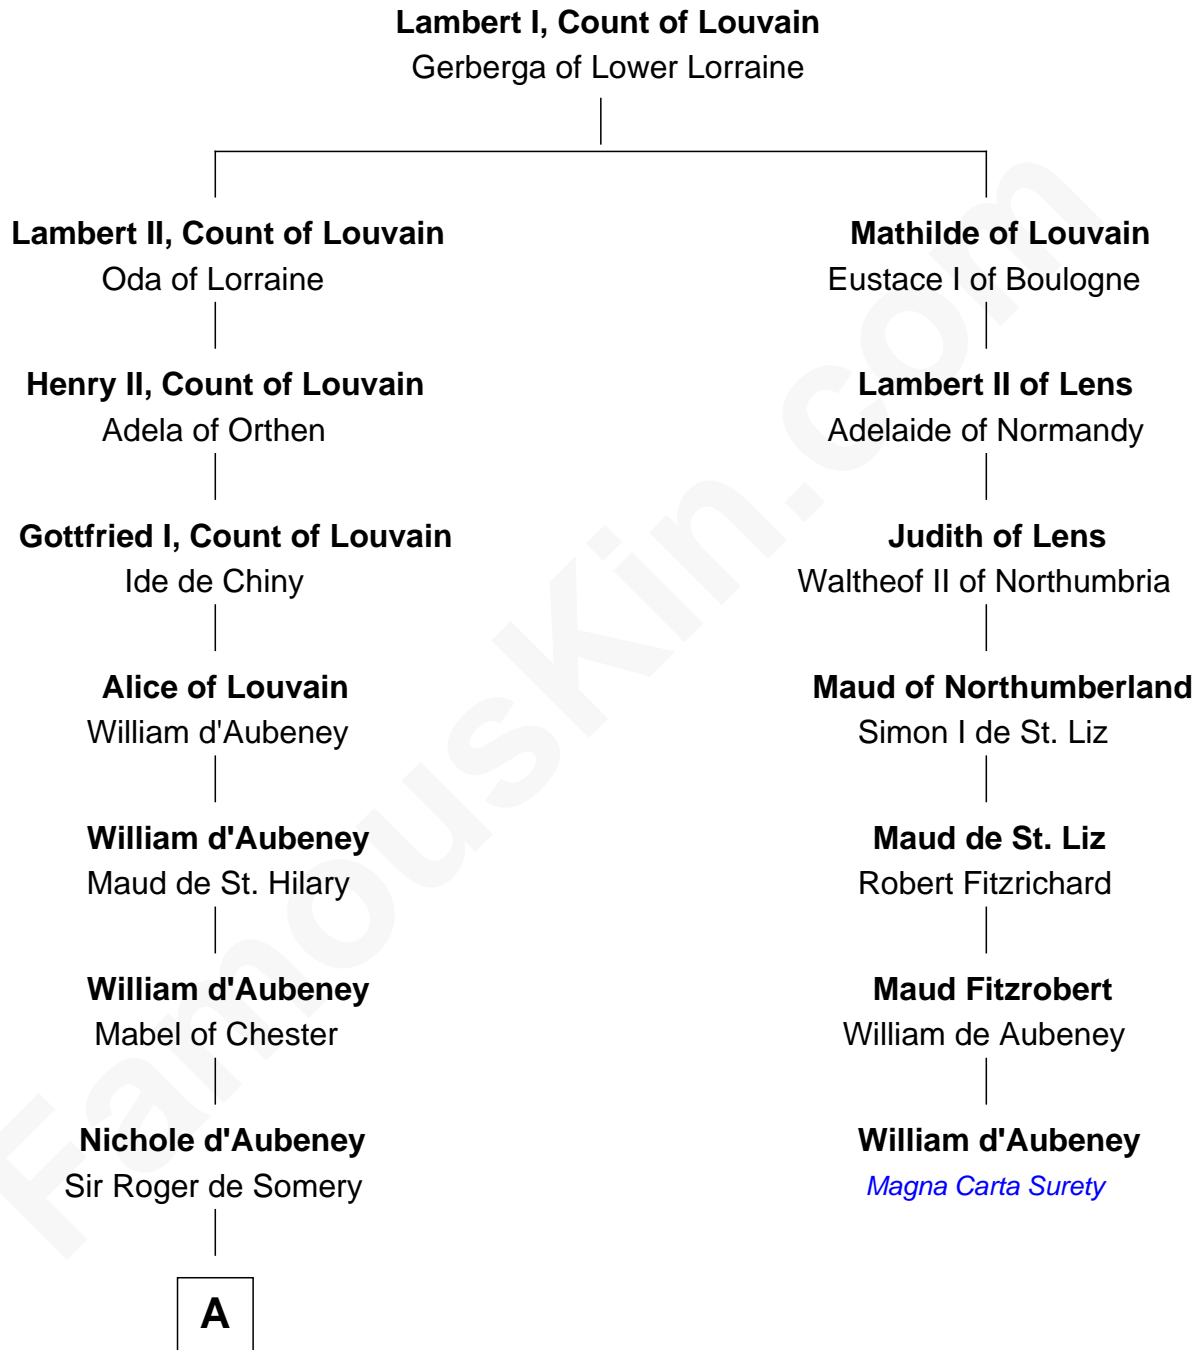 Lambert I, Count of Louvain
Gerberga of Lower Lorraine
Lambert II, Count of Louvain
Oda of Lorraine
Mathilde of Louvain
Eustace I of Boulogne
Henry II, Count of Louvain
Adela of Orthen
Lambert II of Lens
Adelaide of Normandy
Gottfried I, Count of Louvain
Ide de Chiny
Judith of Lens
Waltheof II of Northumbria
Alice of Louvain
William d'Aubeney
Maud of Northumberland
Simon I de St. Liz
William d'Aubeney
Maud de St. Hilary
Maud de St. Liz
Robert Fitzrichard
William d'Aubeney
Mabel of Chester
Maud Fitzrobert
William de Aubeney
Nichole d'Aubeney
Sir Roger de Somery
William d'Aubeney
Magna Carta Surety
A
FamousKin.com